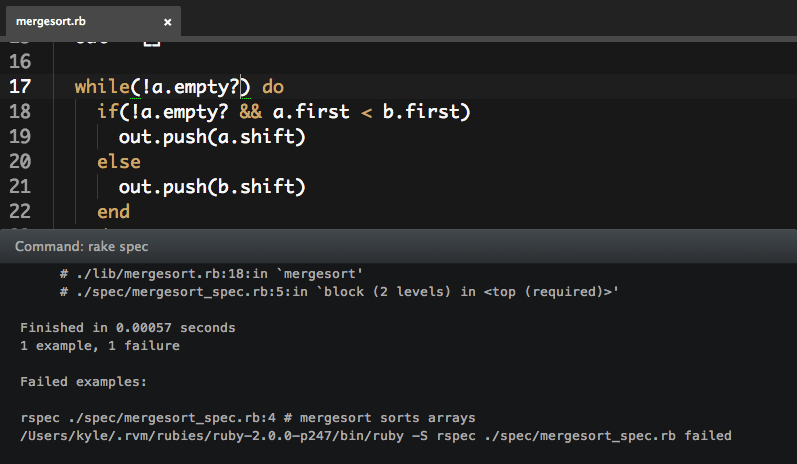 mergesort.rb ×
16
17 while(!a.empty?) do
18 if(!a.empty? && a.first < b.first)
19 out.push(a.shift)
20 else
21 out.push(b.shift)
22 end
Command: rake spec
# ./lib/mergesort.rb:18:in `mergesort'
# ./spec/mergesort_spec.rb:5:in `block (2 levels) in <top (required)>'
Finished in 0.00057 seconds
1 example, 1 failure
Failed examples:
rspec ./spec/mergesort_spec.rb:4 # mergesort sorts arrays
/Users/kyle/.rvm/rubies/ruby-2.0.0-p247/bin/ruby -S rspec ./spec/mergesort_spec.rb failed